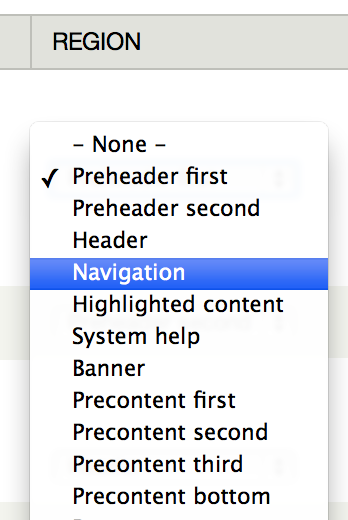 REGION
– None –
✓ Preheader first
Preheader second
Header
Navigation
Highlighted content
System help
Banner
Precontent first
Precontent second
Precontent third
Precontent bottom